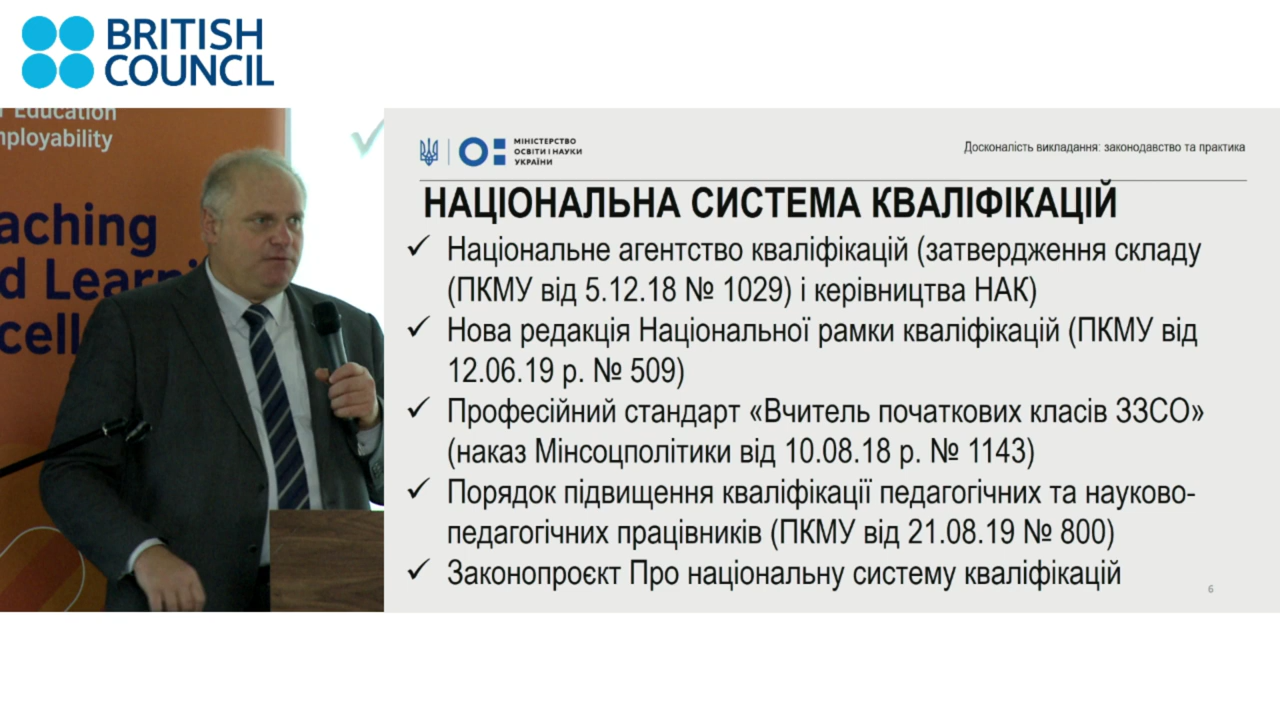 BRITISH
COUNCIL
Education
mployability
aching
d Learni
cell
МІНІСТЕРСТВО
ОСВІТИ І НАУКИ
УКРАЇНИ
Досконалість викладання: законодавство та практика
НАЦІОНАЛЬНА СИСТЕМА КВАЛІФІКАЦІЙ
✓ Національне агентство кваліфікацій (затвердження складу
(ПКМУ від 5.12.18 № 1029) і керівництва НАК)
✓ Нова редакція Національної рамки кваліфікацій (ПКМУ від
12.06.19 р. № 509)
✓ Професійний стандарт «Вчитель початкових класів ЗЗСО»
(наказ Мінсоцполітики від 10.08.18 р. № 1143)
✓ Порядок підвищення кваліфікації педагогічних та науково-
педагогічних працівників (ПКМУ від 21.08.19 № 800)
✓ Законопроєкт Про національну систему кваліфікацій
6